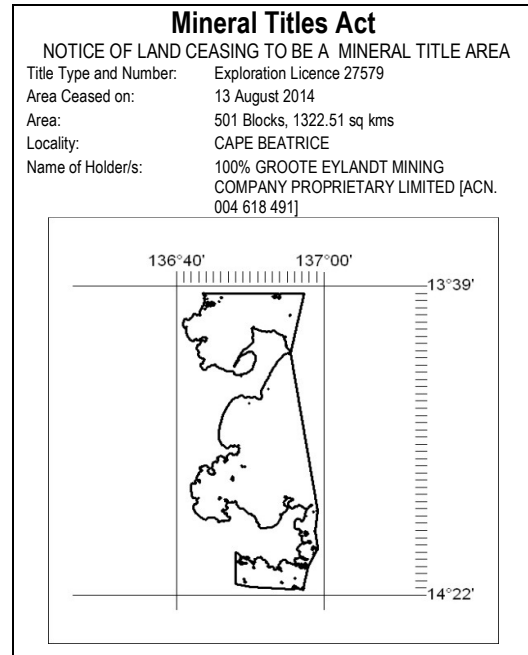 Mineral Titles Act
NOTICE OF LAND CEASING TO BE A MINERAL TITLE AREA
Title Type and Number: Exploration Licence 27579
Area Ceased on: 13 August 2014
Area: 501 Blocks, 1322.51 sq kms
Locality: CAPE BEATRICE
Name of Holder/s: 100% GROOTE EYLANDT MINING
COMPANY PROPRIETARY LIMITED [ACN.
004 618 491]
136°40' 137°00'
13°39'
14°22'